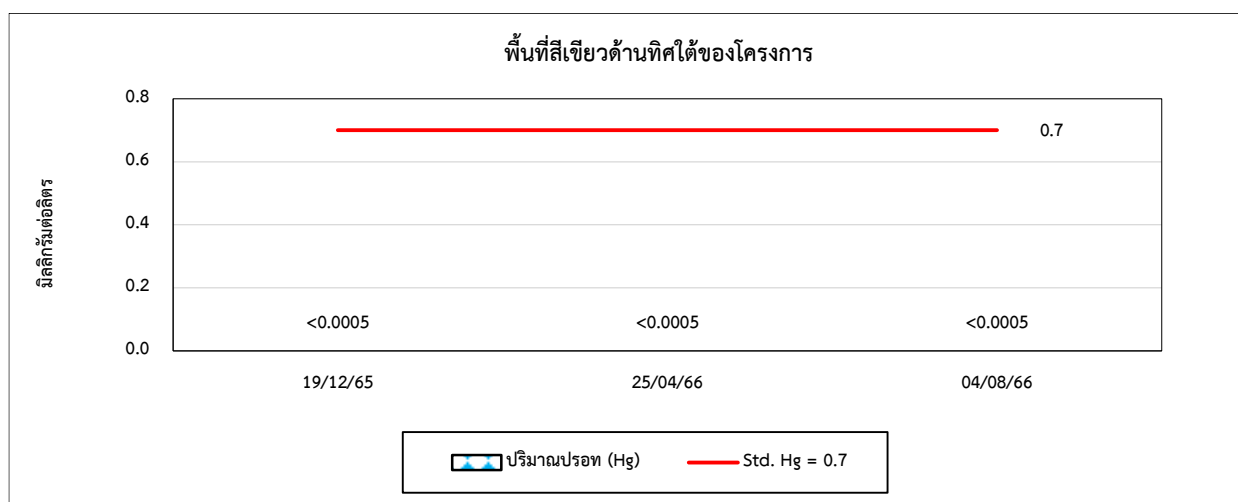 พื้นที่สีเขียวด้านทิศใต้ของโครงการ
มิลลิกรัมต่อลิตร
0.8
0.6
0.4
0.2
0.0
0.7
<0.0005 <0.0005 <0.0005
19/12/65 25/04/66 04/08/66
ปริมาณปรอท (Hg) Std. Hg = 0.7